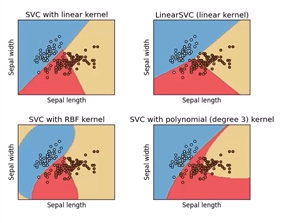 SVC with linear kernel
LinearSVC (linear kernel)
Sepal width
Sepal width
Sepal length
Sepal length
SVC with RBF kernel
SVC with polynomial (degree 3) kernel
Sepal width
Sepal width
Sepal length
Sepal length